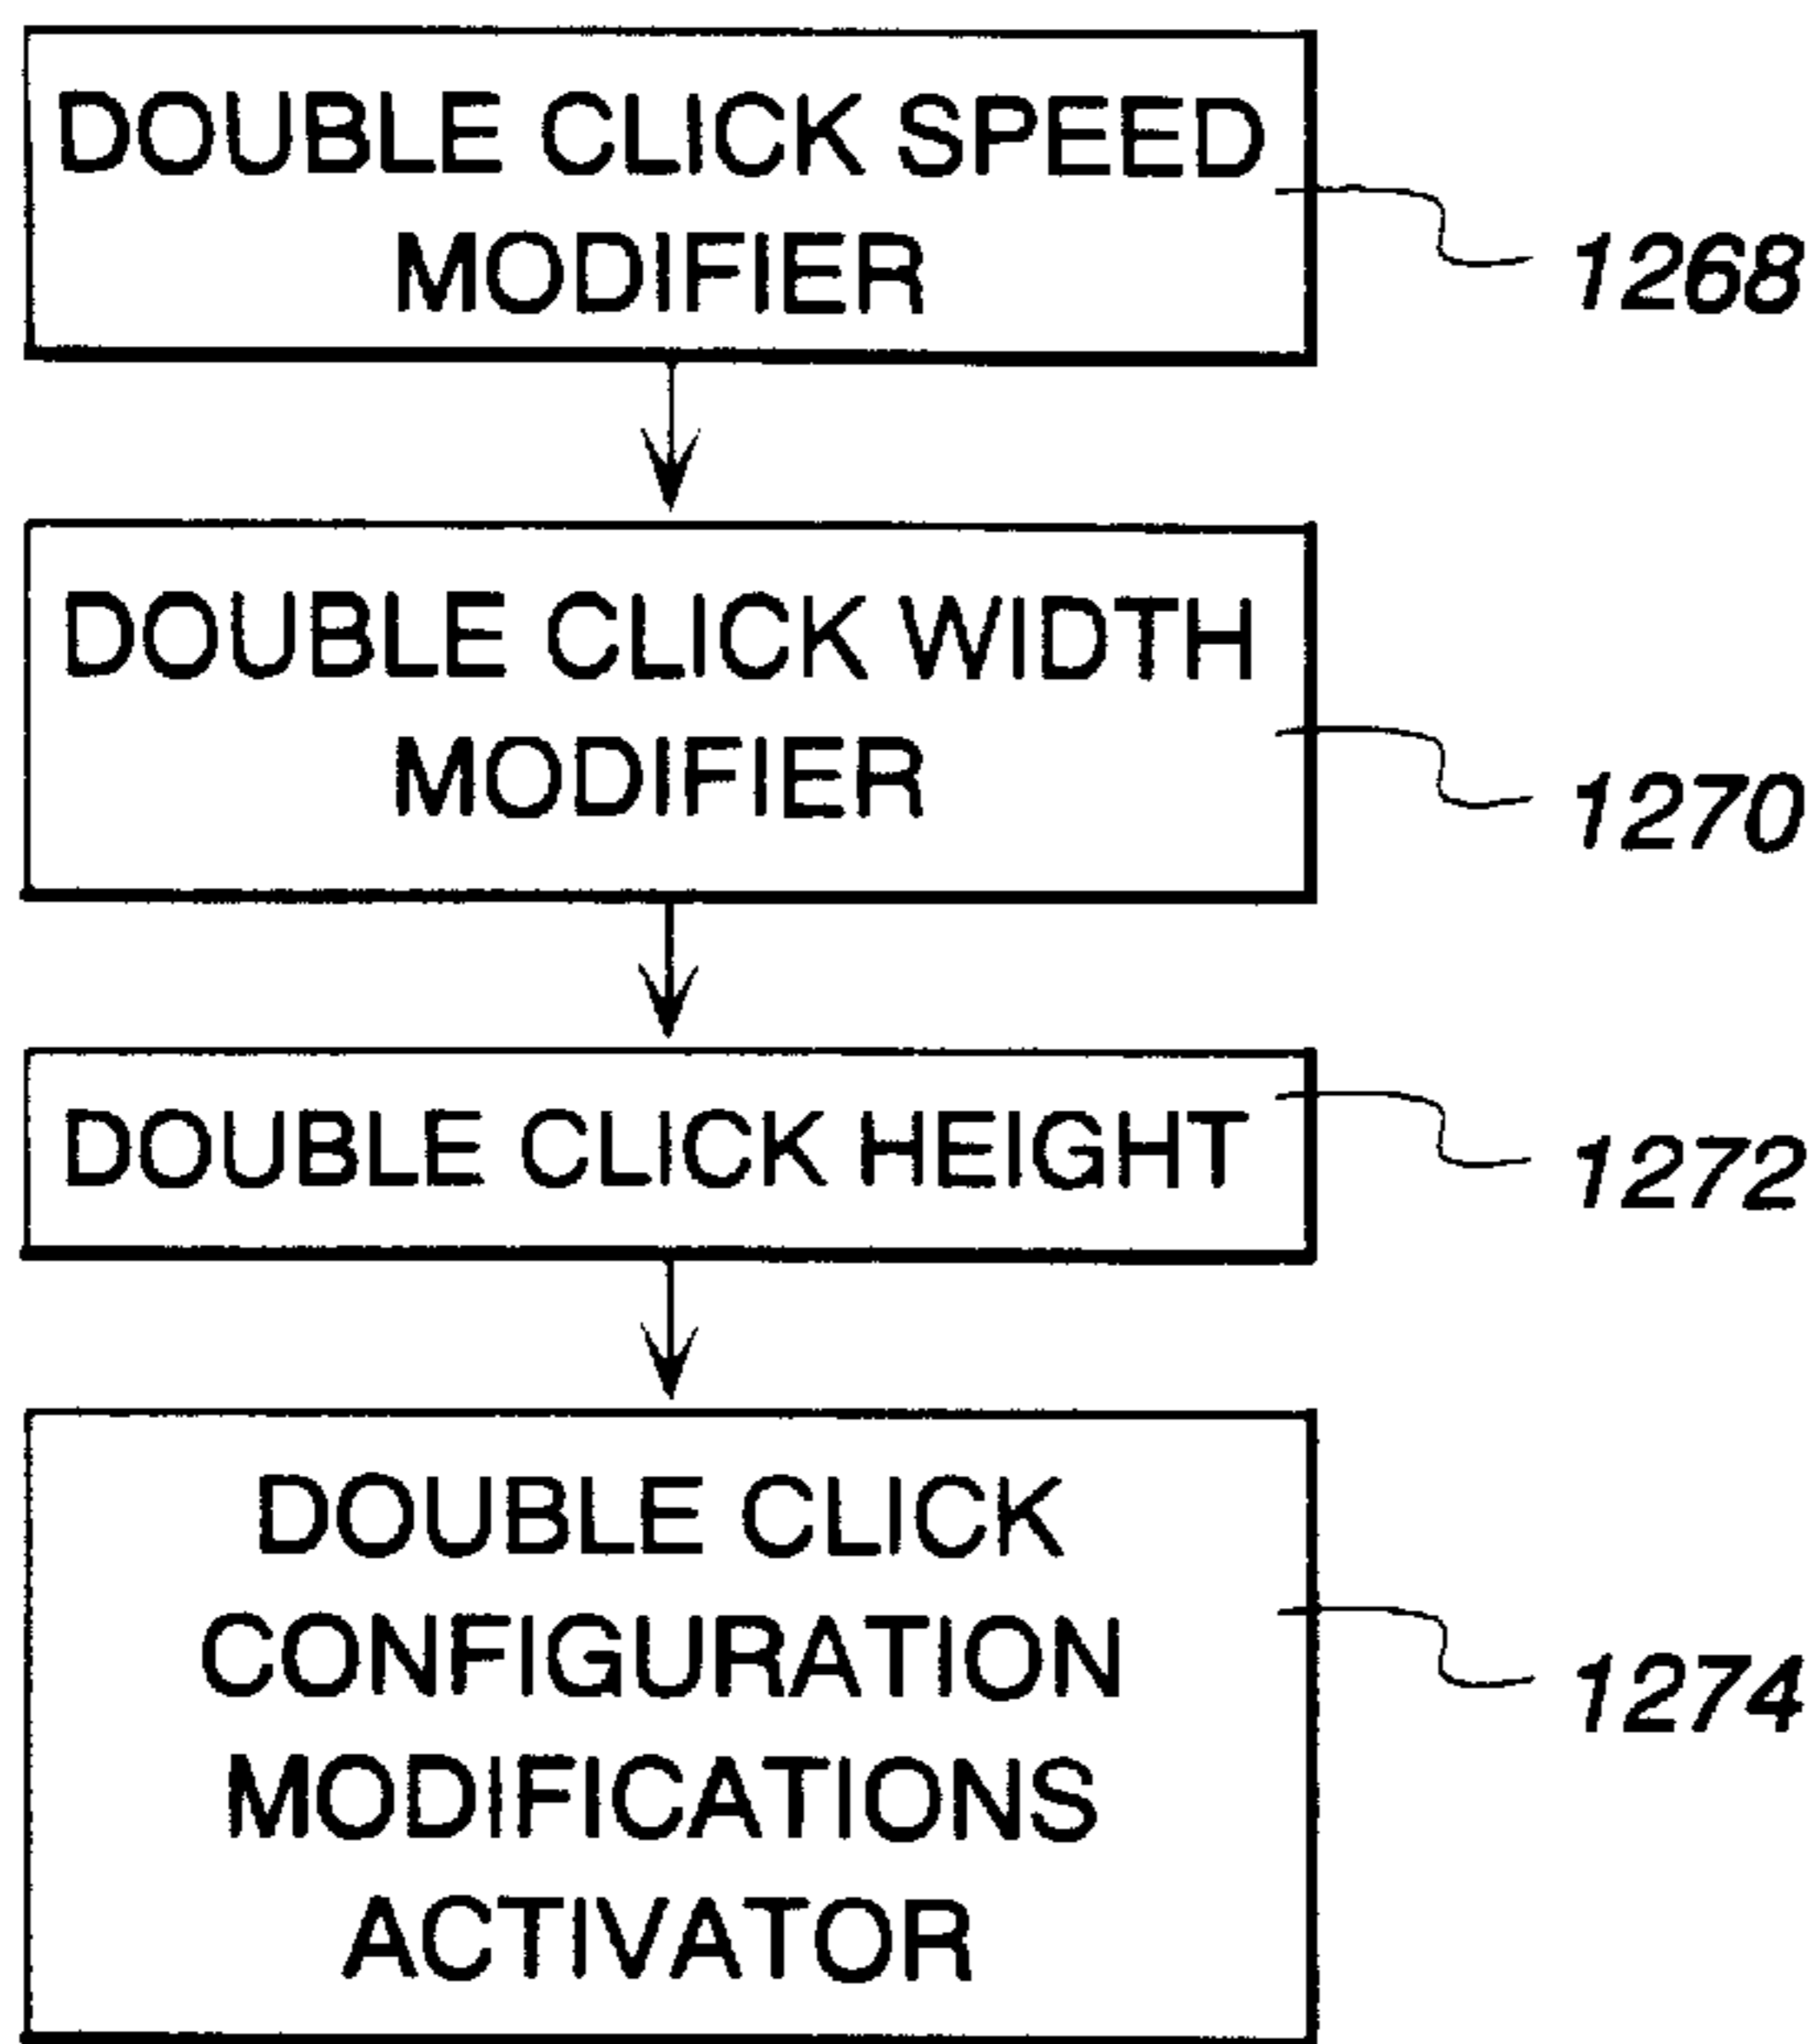 DOUBLE CLICK SPEED
MODIFIER
1268
DOUBLE CLICK WIDTH
MODIFIER
1270
DOUBLE CLICK HEIGHT
1272
DOUBLE CLICK
CONFIGURATION
MODIFICATIONS
ACTIVATOR
1274